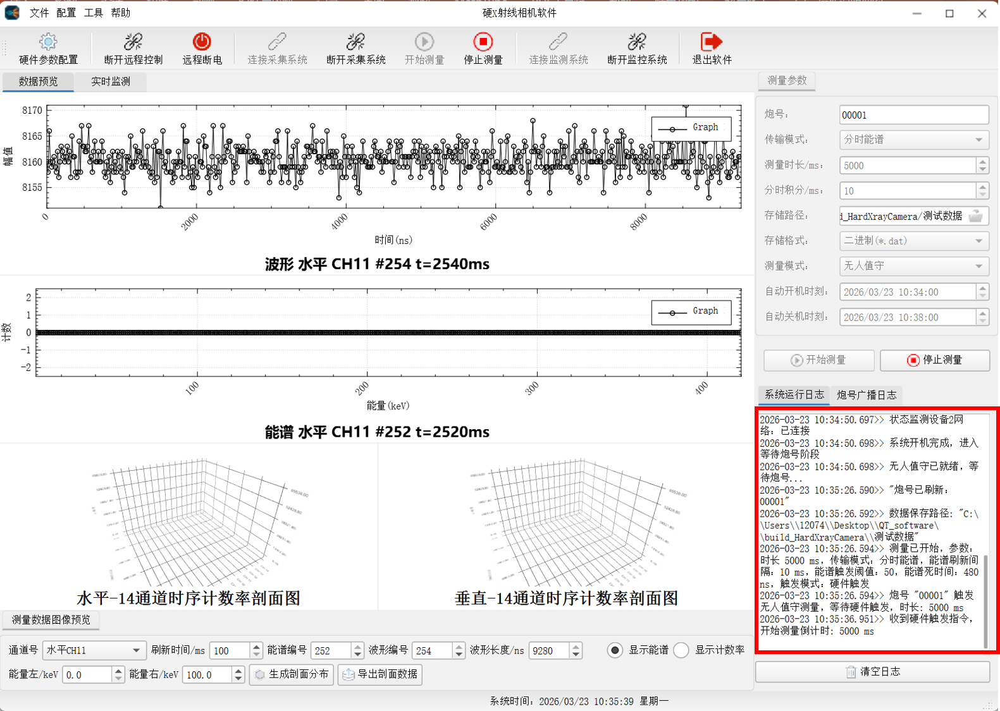 文件 配置 工具 帮助
硬X射线相机软件
硬件参数配置 断开远程控制 远程断电 连接采集系统 断开采集系统 开始测量 停止测量 连接监测系统 断开监控系统 退出软件
数据预览 实时监测
幅值
8170
8165
8160
8155
Graph
0 2000 4000 6000 8000
时间(ns)
波形 水平 CH11 #254 t=2540ms
计数
2
1
0
-1
-2
Graph
100 200 300 400
能量(keV)
能谱 水平 CH11 #252 t=2520ms
水平-14通道时序计数率剖面图
垂直-14通道时序计数率剖面图
测量数据图像预览
通道号 水平CH11 刷新时间/ms 100 能谱编号 252 波形编号 254 波形长度/ns 9280 显示能谱 显示计数率
能量左/keV 0.0 能量右/keV 100.0 生成剖面分布 导出剖面数据
测量参数
炮号: 00001
传输模式: 分时能谱
测量时长/ms: 5000
分时积分/ms: 10
存储路径: d_HardXrayCamera/测试数据
存储格式: 二进制(*.dat)
测量模式: 无人值守
自动开机时刻: 2026/03/23 10:34:00
自动关机时刻: 2026/03/23 10:38:00
开始测量 停止测量
系统运行日志 炮号广播日志
2026-03-23 10:34:50.697>> 状态监测设备2网
络: 已连接
2026-03-23 10:34:50.698>> 系统开机完成, 进入
等待炮号阶段
2026-03-23 10:34:50.698>> 无人值守已就绪, 等
待炮号...
2026-03-23 10:35:26.590>> "炮号已刷新:
00001"
2026-03-23 10:35:26.592>> 数据保存路径: "C:\
\Users\\12074\\Desktop\\QT_software\
\build_HardXrayCamera\\测试数据"
2026-03-23 10:35:26.594>> 测量已开始, 参数:
时长 5000 ms, 传输模式: 分时能谱, 能谱刷新间
隔: 10 ms, 能谱触发阈值: 50, 能谱死时间: 480
ns, 触发模式: 硬件触发
2026-03-23 10:35:26.594>> 炮号 "00001" 触发
无人值守测量, 等待硬件触发, 时长: 5000 ms
2026-03-23 10:35:36.951>> 收到硬件触发指令,
开始测量倒计时: 5000 ms
清空日志
系统时间: 2026/03/23 10:35:39 星期一